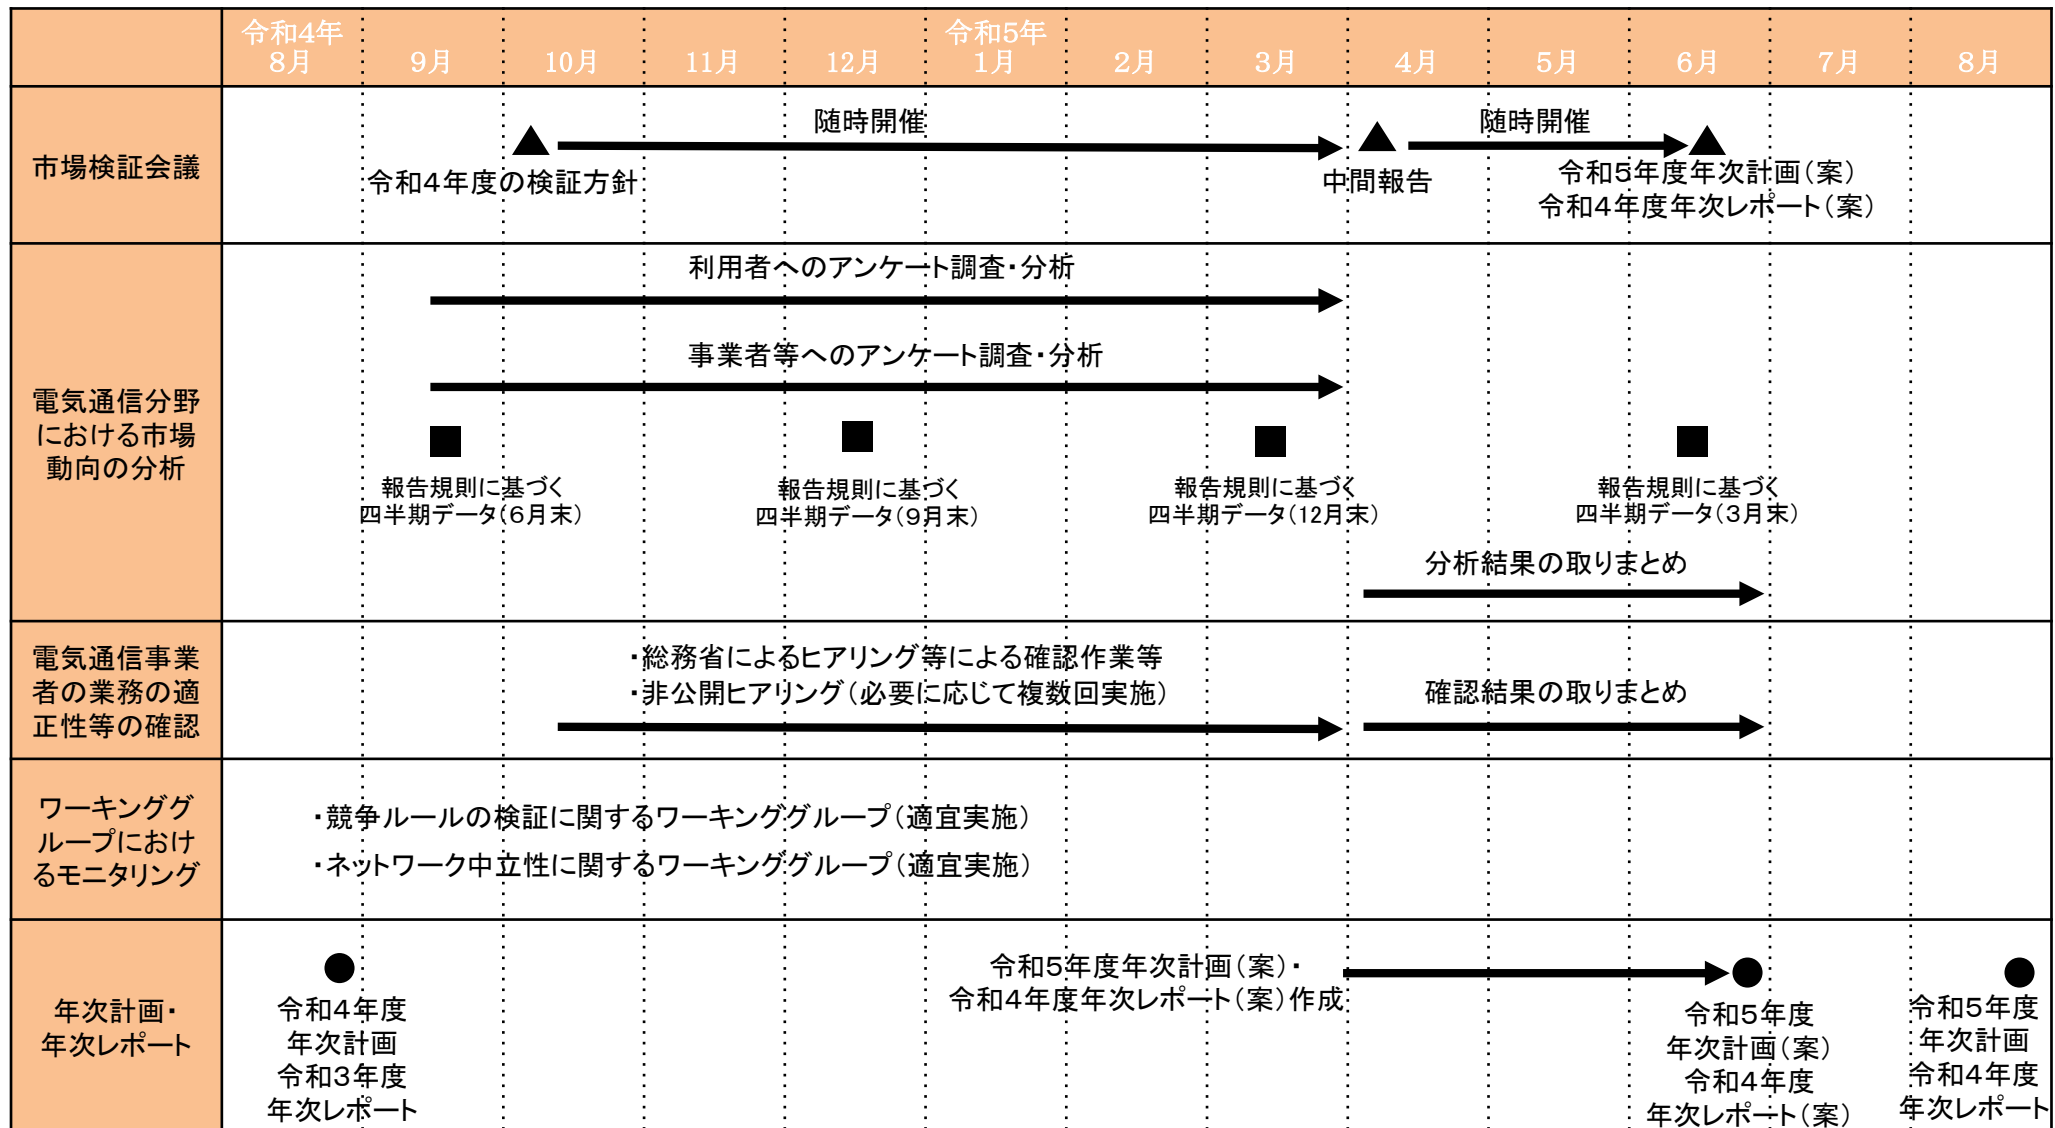 令和4年
8月
9月
10月
11月
12月
令和5年
1月
2月
3月
4月
5月
6月
7月
8月
市場検証会議
随時開催
随時開催
令和4年度の検証方針
中間報告
令和5年度年次計画(案)
令和4年度年次レポート(案)
電気通信分野
における市場
動向の分析
利用者へのアンケート調査・分析
事業者等へのアンケート調査・分析
報告規則に基づく
四半期データ(6月末)
報告規則に基づく
四半期データ(9月末)
報告規則に基づく
四半期データ(12月末)
報告規則に基づく
四半期データ(3月末)
分析結果の取りまとめ
電気通信事業
者の業務の適
正性等の確認
・総務省によるヒアリング等による確認作業等
・非公開ヒアリング(必要に応じて複数回実施)
確認結果の取りまとめ
ワーキンググ
ループにおけ
るモニタリング
・競争ルールの検証に関するワーキンググループ(適宜実施)
・ネットワーク中立性に関するワーキンググループ(適宜実施)
年次計画・
年次レポート
令和4年度
年次計画
令和3年度
年次レポート
令和5年度年次計画(案)・
令和4年度年次レポート(案)作成
令和5年度
年次計画(案)
令和4年度
年次レポート(案)
令和5年度
年次計画
令和4年度
年次レポート